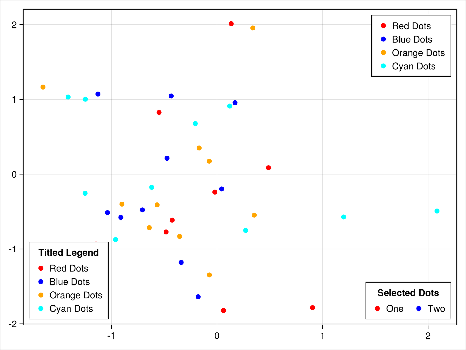 2
Red Dots
Blue Dots
Orange Dots
Cyan Dots
1
0
-1
Titled Legend
Red Dots
Blue Dots
Orange Dots
Cyan Dots
Selected Dots
One Two
-2
-1 0 1 2